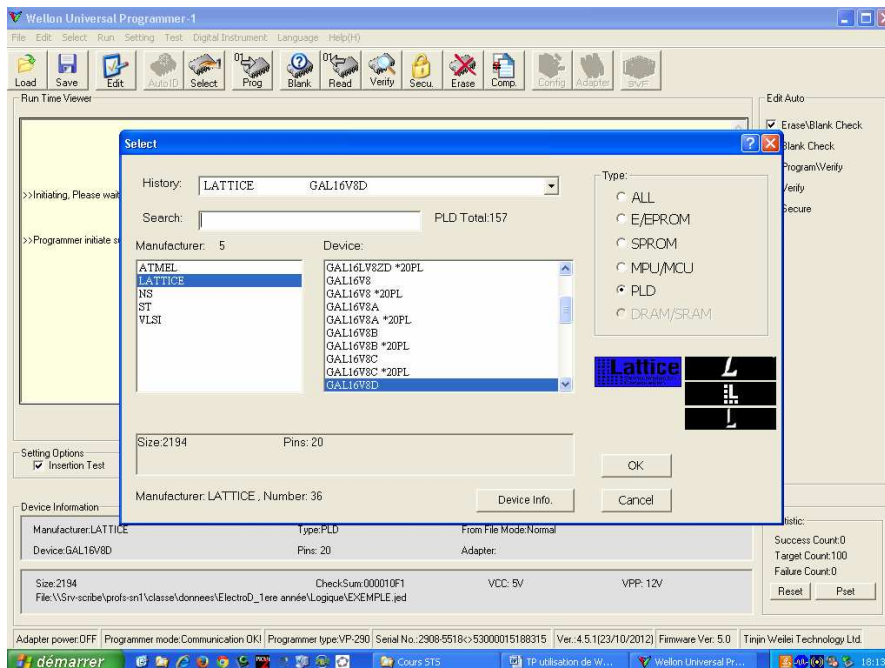 Wellon Universal Programmer-1
File Edit Select Run Setting Test Digital Instrument Language Help(H)
Load Save Edit AutoID Select Prog Blank Read Verify Secu. Erase Comp. Config Adapter SVF
Run Time Viewer
Edit Auto
Erase\Blank Check
Blank Check
Program\Verify
Verify
Secure
>>Initiating, Please wait
>>Programmer initiate su
Select
History: LATTICE GAL16V8D
Search: PLD Total:157
Manufacturer: 5
ATMEL
LATTICE
NS
ST
VLSI
Device:
GAL16LV8ZD *20PL
GAL16V8
GAL16V8 *20PL
GAL16V8A
GAL16V8A *20PL
GAL16V8B
GAL16V8B *20PL
GAL16V8C
GAL16V8C *20PL
GAL16V8D
Type:
ALL
E/EPROM
SPROM
MPU/MCU
PLD
DRAM/SRAM
Lattice
Size:2194 Pins: 20
Manufacturer: LATTICE , Number: 36
Device Info.
OK
Cancel
Setting Options
Insertion Test
Device Information
Manufacturer:LATTICE Type:PLD From File Mode:Normal
Device:GAL16V8D Pins: 20 Adapter:
Size:2194 CheckSum:000010F1 VCC: 5V VPP: 12V
File:\\Srv-scribe\profs-sn1\classe\donnees\ElectroD_1ere année\Logique\EXEMPLE.jed
tistic:
Success Count:0
Target Count:100
Failure Count:0
Reset Pset
Adapter power:OFF Programmer mode:Communication OK! Programmer type:VP-290 Serial No.:2908-5518<>53000015188315 Ver.:4.5.1(23/10/2012) Firmware Ver: 5.0 Tinjin Weilei Technology Ltd.
démarrer Cours STS TP utilisation de W... Wellon Universal Pr... 18:13